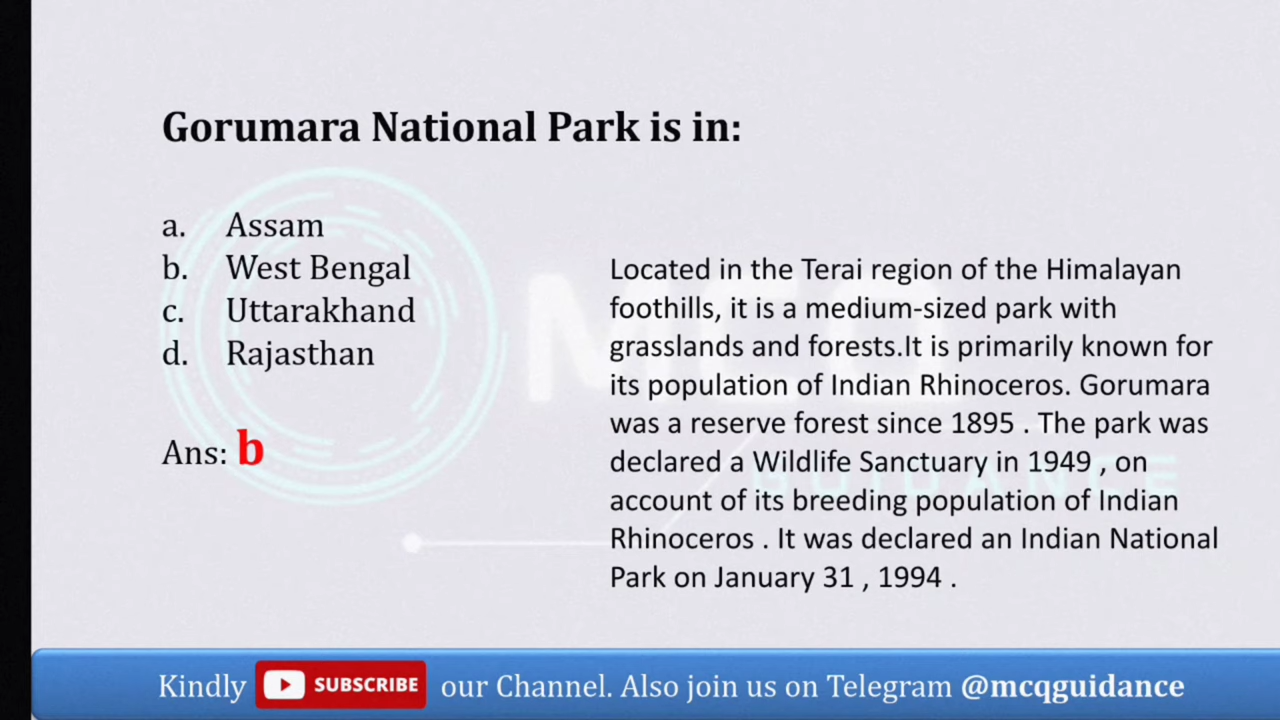 Gorumara National Park is in:
a. Assam
b. West Bengal
c. Uttarakhand
d. Rajasthan
Ans: b
Located in the Terai region of the Himalayan
foothills, it is a medium-sized park with
grasslands and forests.It is primarily known for
its population of Indian Rhinoceros. Gorumara
was a reserve forest since 1895 . The park was
declared a Wildlife Sanctuary in 1949 , on
account of its breeding population of Indian
Rhinoceros . It was declared an Indian National
Park on January 31 , 1994 .
MCQ
GUIDANCE
Kindly SUBSCRIBE our Channel. Also join us on Telegram @mcqguidance